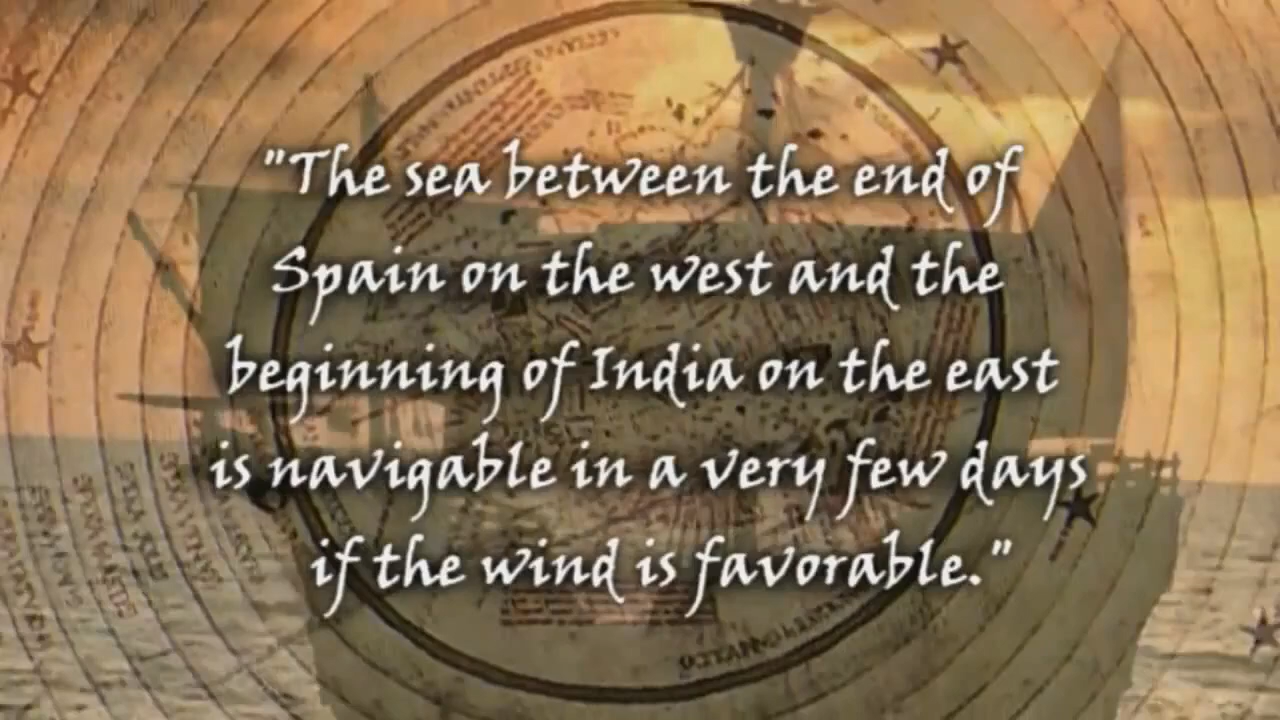 "The sea between the end of
Spain on the west and the
beginning of India on the east
is navigable in a very few days
if the wind is favorable."